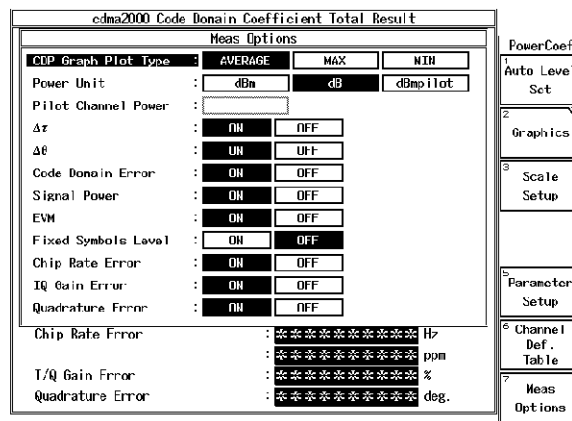 cdma2000 Code Domain Coefficient Total Result
Meas Options
CDP Graph Plot Type : AVERAGE MAX MIN
Power Unit : dBm dB dBmpilot
Pilot Channel Power :
Δτ : ON OFF
Δθ : ON OFF
Code Domain Error : ON OFF
Signal Power : ON OFF
EVM : ON OFF
Fixed Symbols Level : ON OFF
Chip Rate Error : ON OFF
IQ Gain Error : ON OFF
Quadrature Error : ON OFF
Chip Rate Error : ********** Hz
: ********** ppm
I/Q Gain Error : ********** %
Quadrature Error : ********** deg.
PowerCoef
1
Auto Level
Set
2
Graphics
3
Scale
Setup
5
Parameter
Setup
6 Channel
Def.
Table
7
Meas
Options